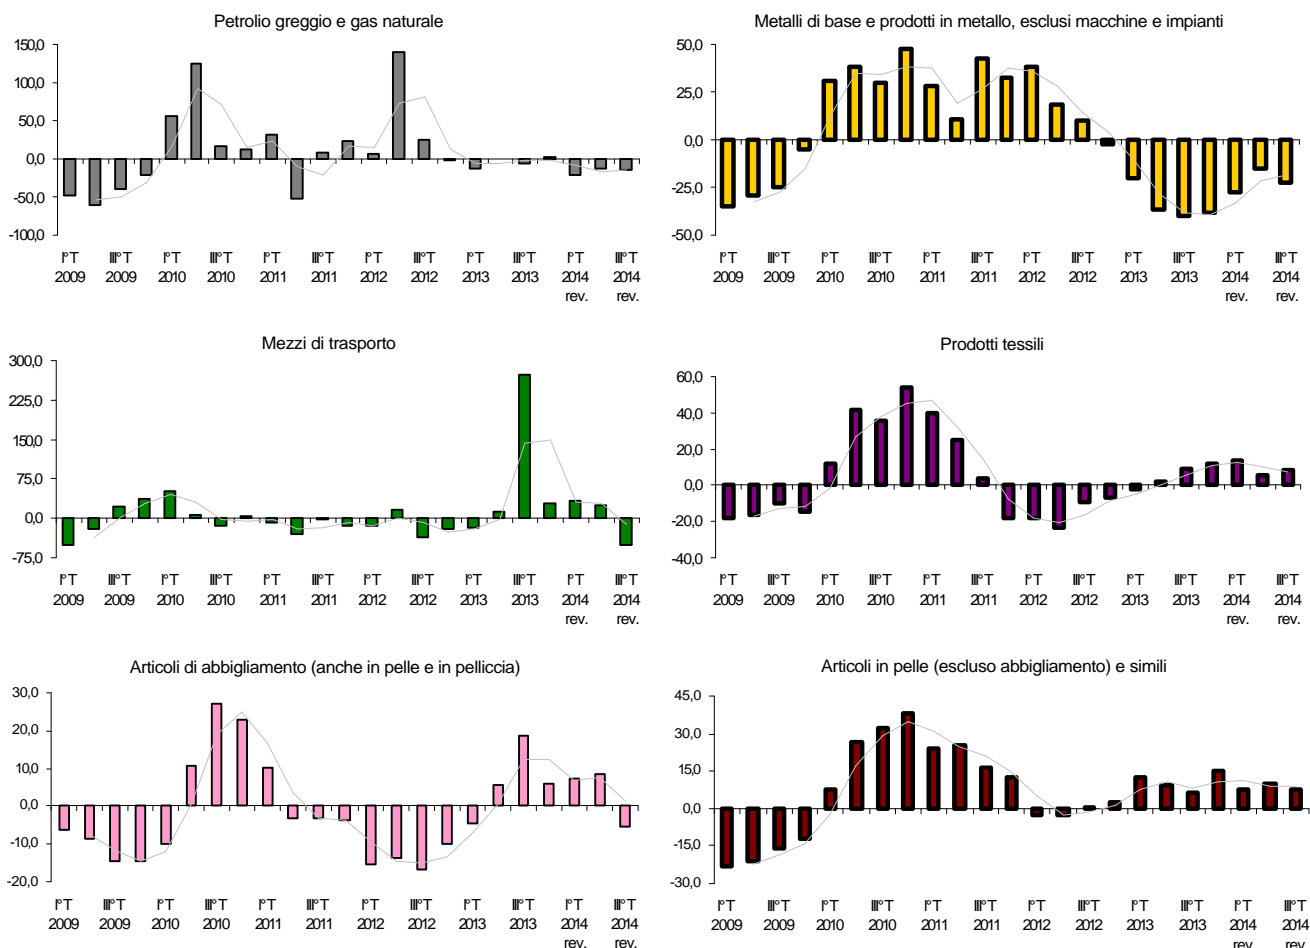 Petrolio greggio e gas naturale
150,0
100,0
50,0
0,0
-50,0
-100,0
I°T III°T I°T III°T I°T III°T I°T III°T I°T III°T I°T III°T
2009 2009 2010 2010 2011 2011 2012 2012 2013 2013 2014 2014
rev. rev.
Metalli di base e prodotti in metallo, esclusi macchine e impianti
50,0
25,0
0,0
-25,0
-50,0
I°T III°T I°T III°T I°T III°T I°T III°T I°T III°T I°T III°T
2009 2009 2010 2010 2011 2011 2012 2012 2013 2013 2014 2014
rev. rev.
Mezzi di trasporto
300,0
225,0
150,0
75,0
0,0
-75,0
I°T III°T I°T III°T I°T III°T I°T III°T I°T III°T I°T III°T
2009 2009 2010 2010 2011 2011 2012 2012 2013 2013 2014 2014
rev. rev.
Prodotti tessili
60,0
40,0
20,0
0,0
-20,0
-40,0
I°T III°T I°T III°T I°T III°T I°T III°T I°T III°T I°T III°T
2009 2009 2010 2010 2011 2011 2012 2012 2013 2013 2014 2014
rev. rev.
Articoli di abbigliamento (anche in pelle e in pelliccia)
30,0
20,0
10,0
0,0
-10,0
-20,0
I°T III°T I°T III°T I°T III°T I°T III°T I°T III°T I°T III°T
2009 2009 2010 2010 2011 2011 2012 2012 2013 2013 2014 2014
rev. rev.
Articoli in pelle (escluso abbigliamento) e simili
45,0
30,0
15,0
0,0
-15,0
-30,0
I°T III°T I°T III°T I°T III°T I°T III°T I°T III°T I°T III°T
2009 2009 2010 2010 2011 2011 2012 2012 2013 2013 2014 2014
rev. rev.